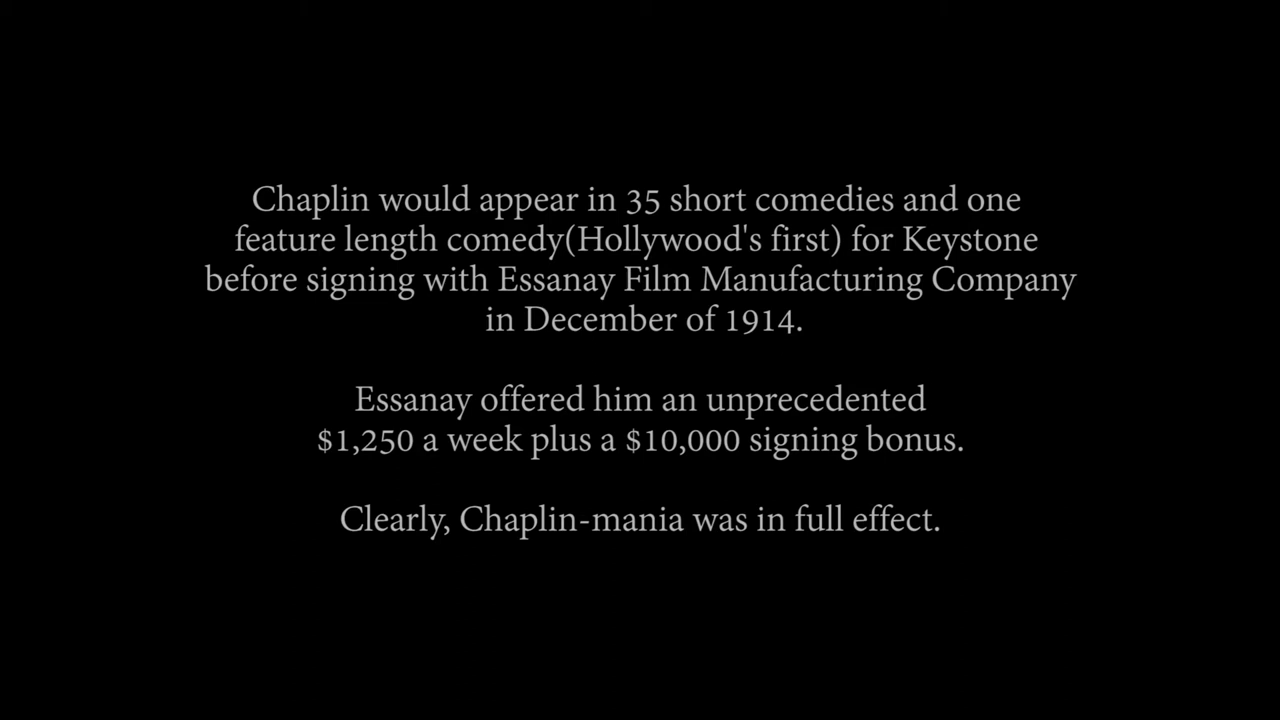 Chaplin would appear in 35 short comedies and one
feature length comedy(Hollywood's first) for Keystone
before signing with Essanay Film Manufacturing Company
in December of 1914.
Essanay offered him an unprecedented
$1,250 a week plus a $10,000 signing bonus.
Clearly, Chaplin-mania was in full effect.